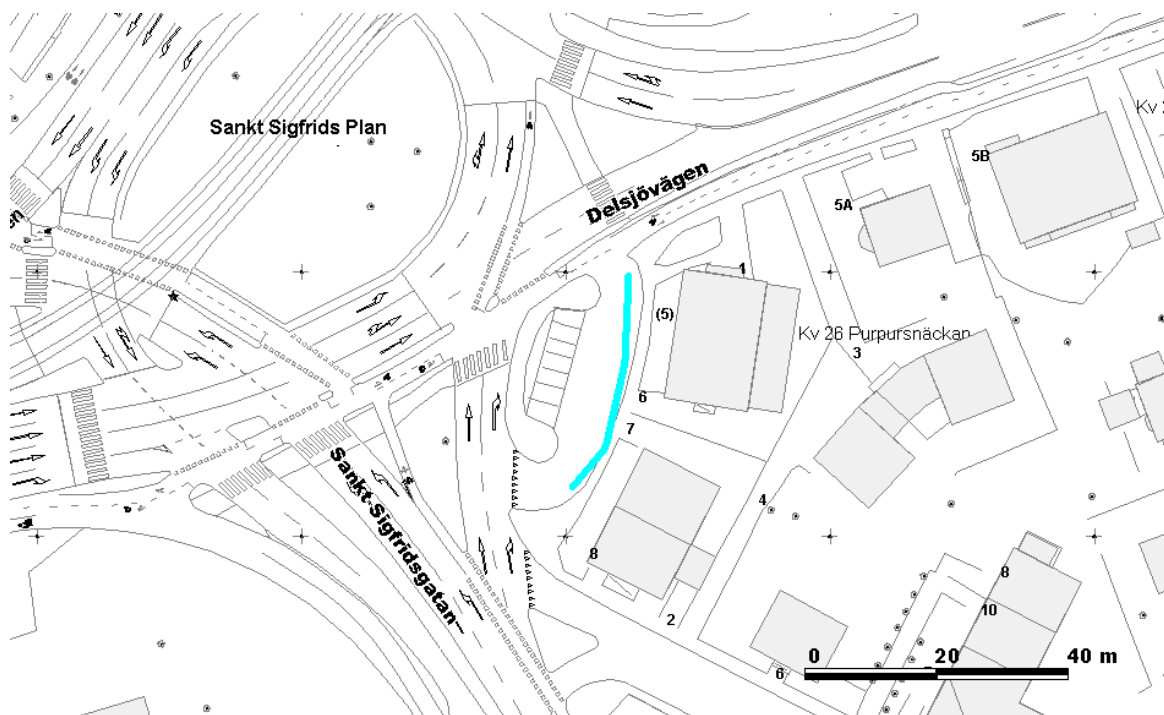 Kv
Sankt Sigfrids Plan
5B
Delsjövägen
5A
1
(5)
Kv 26 Purpursnäckan
3
6
7
Sankt Sigfridsgatan
4
8
8
10
2
6
0 20 40 m